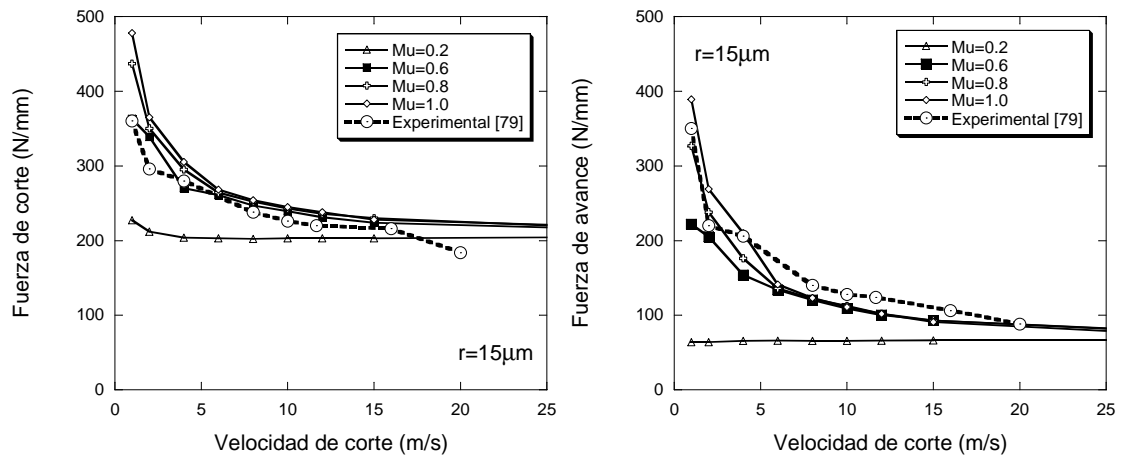 500
400
300
200
100
0
Fuerza de corte (N/mm)
Mu=0.2
Mu=0.6
Mu=0.8
Mu=1.0
Experimental [79]
r=15μm
0 5 10 15 20 25
Velocidad de corte (m/s)
500
400
300
200
100
0
Fuerza de avance (N/mm)
r=15μm
Mu=0.2
Mu=0.6
Mu=0.8
Mu=1.0
Experimental [79]
0 5 10 15 20 25
Velocidad de corte (m/s)